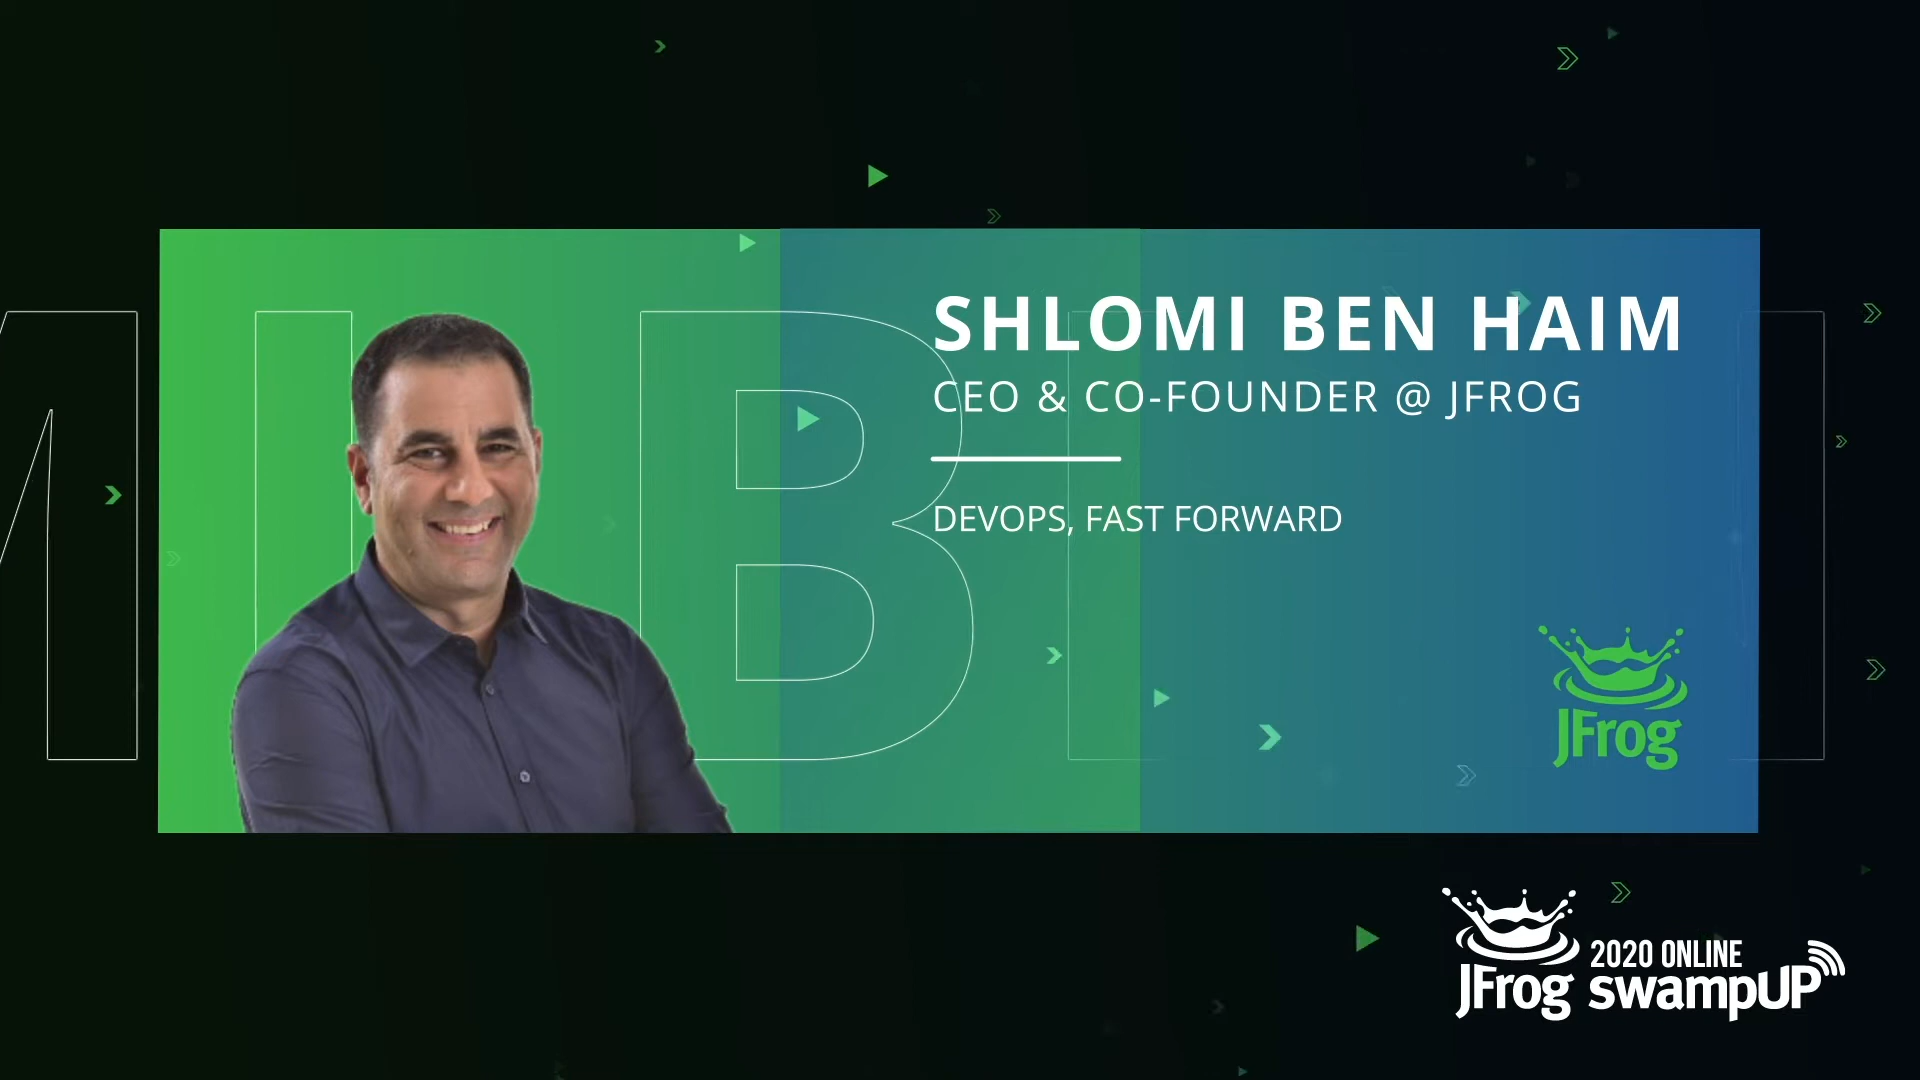 SHLOMI BEN HAIM
CEO & CO-FOUNDER @ JFROG
DEVOPS, FAST FORWARD
JFrog
JFrog
2020 ONLINE
swampUP